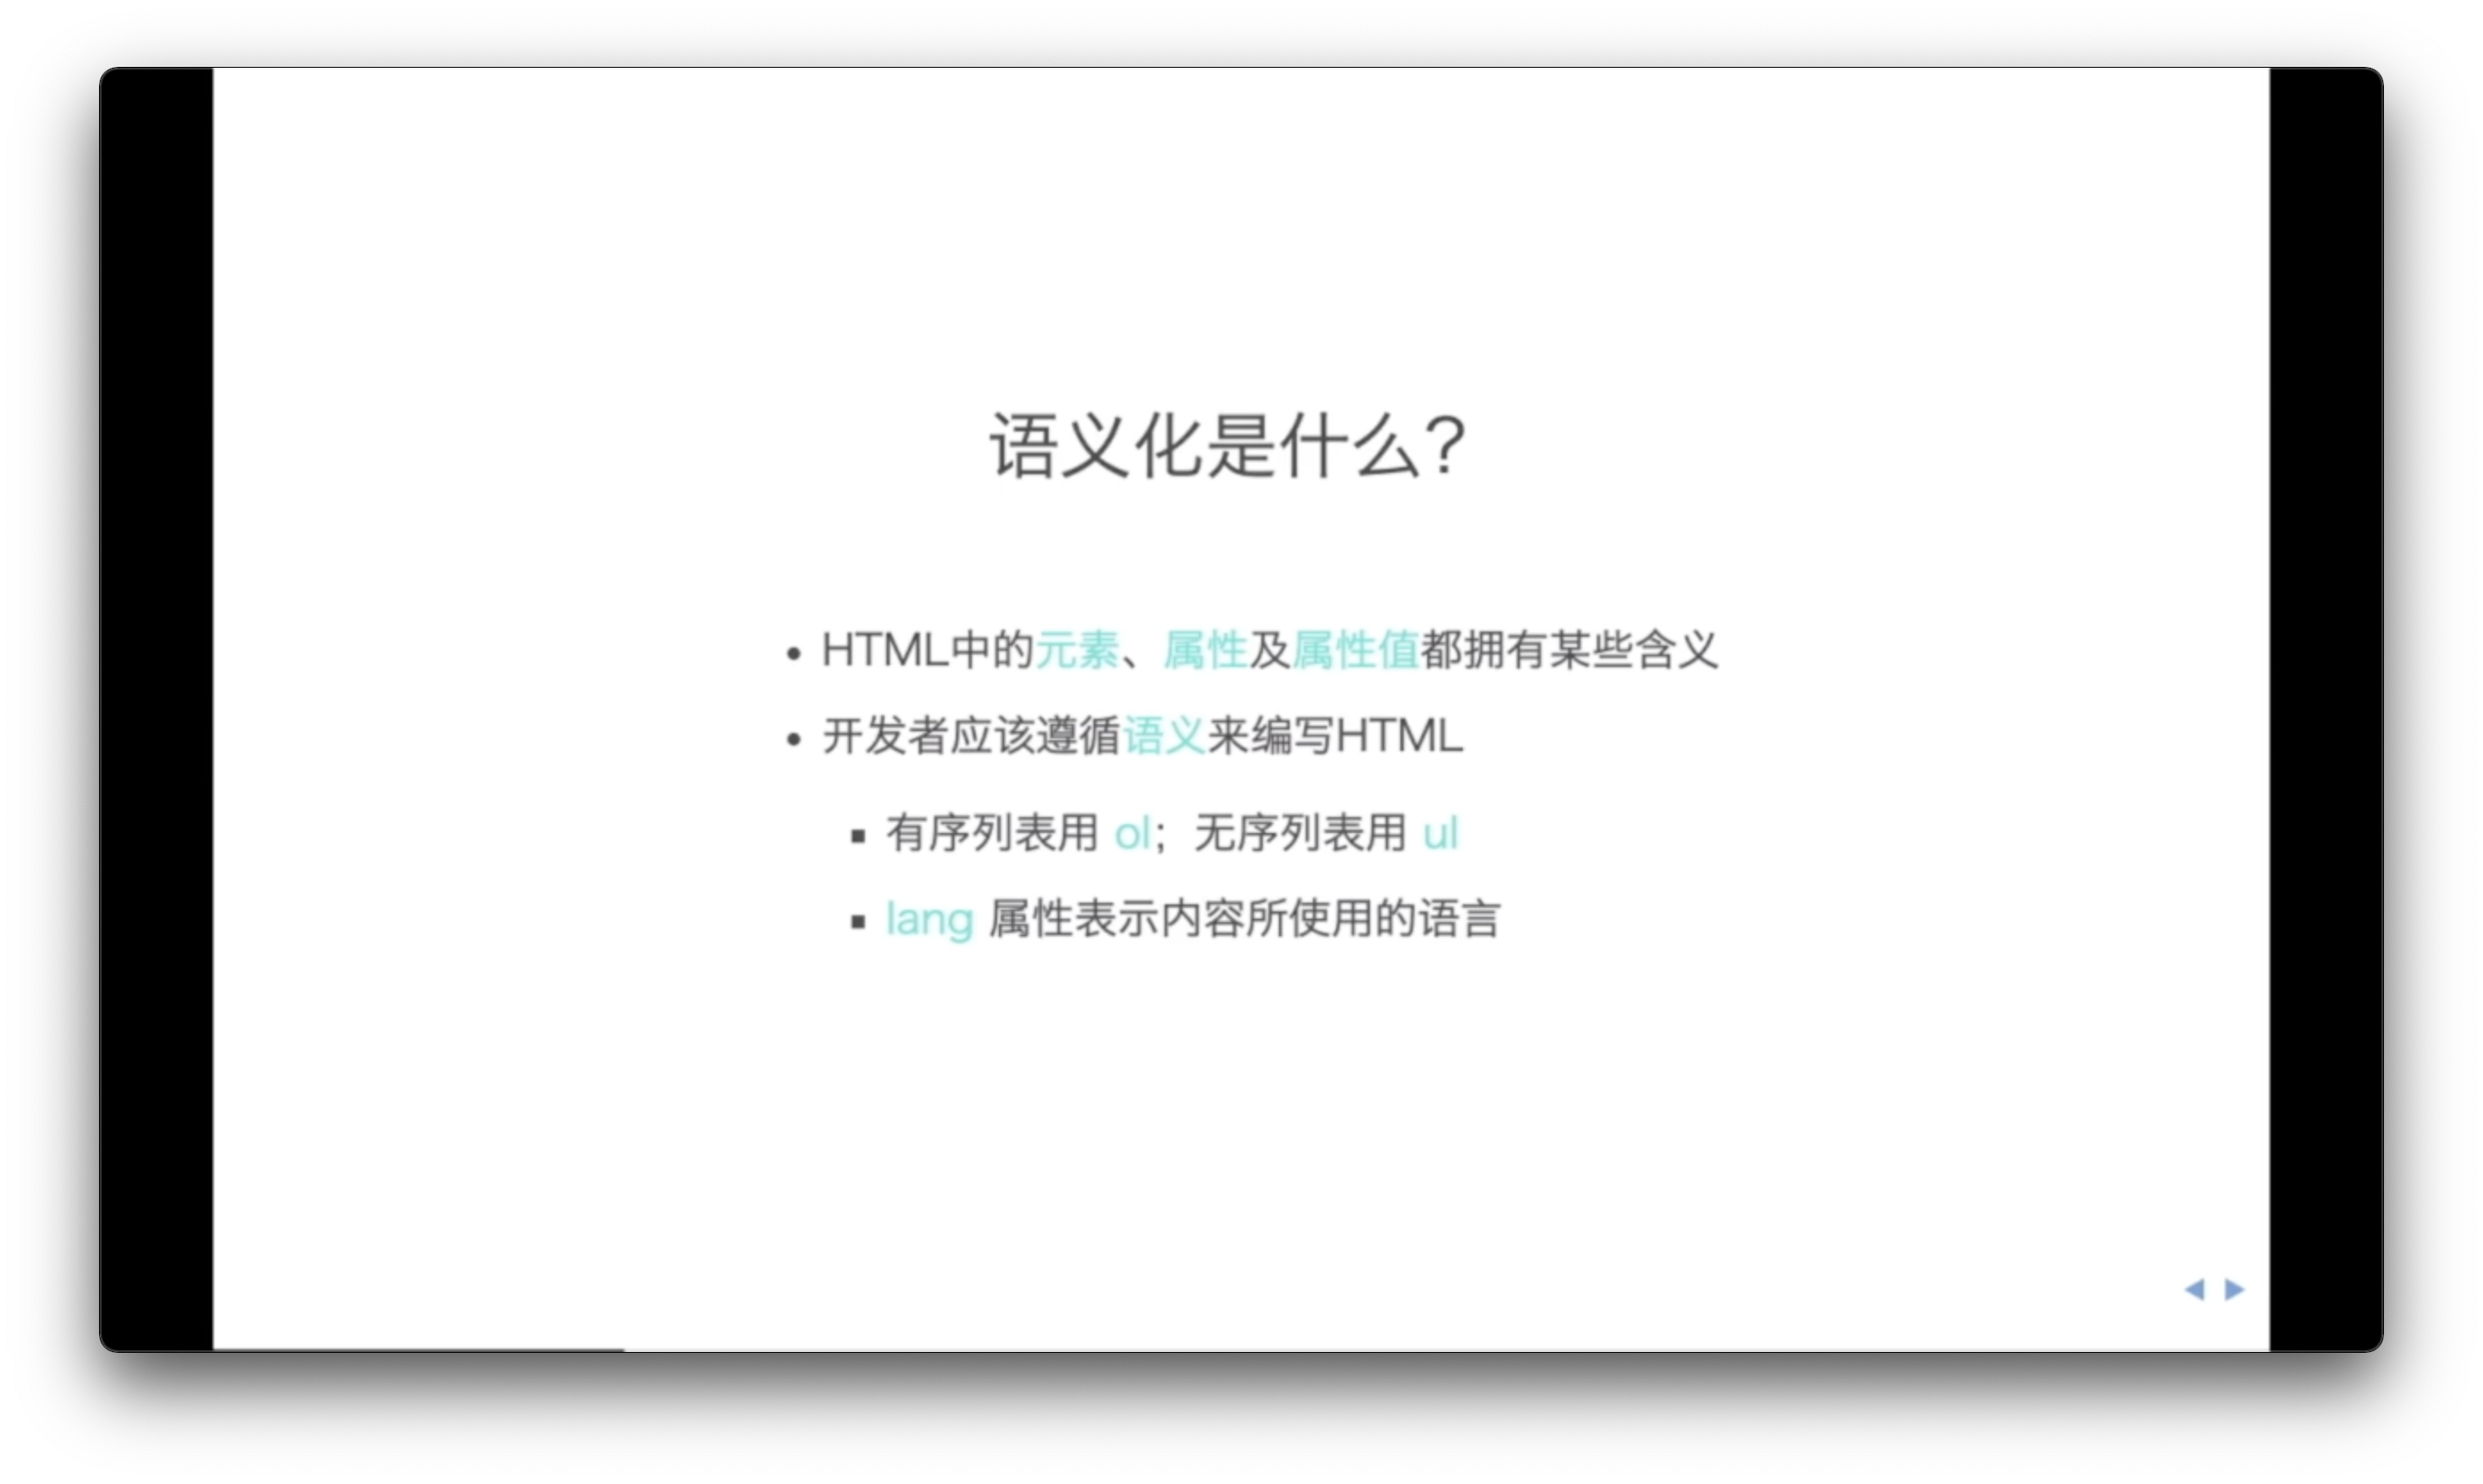 语义化是什么？
HTML中的元素、属性及属性值都拥有某些含义
开发者应该遵循语义来编写HTML
有序列表用 ol；无序列表用 ul
lang 属性表示内容所使用的语言